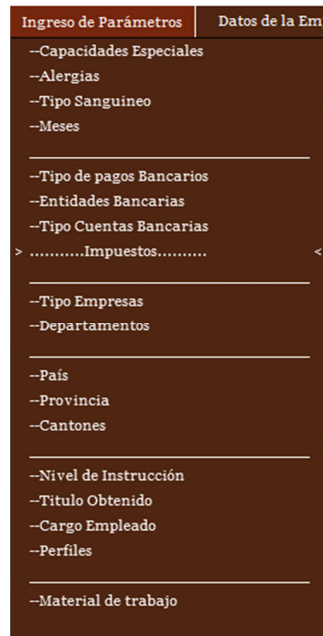 Ingreso de Parámetros Datos de la Em
--Capacidades Especiales
--Alergias
--Tipo Sanguineo
--Meses
--Tipo de pagos Bancarios
--Entidades Bancarias
--Tipo Cuentas Bancarias
> ...........Impuestos.......... <
--Tipo Empresas
--Departamentos
--País
--Provincia
--Cantones
--Nivel de Instrucción
--Titulo Obtenido
--Cargo Empleado
--Perfiles
--Material de trabajo